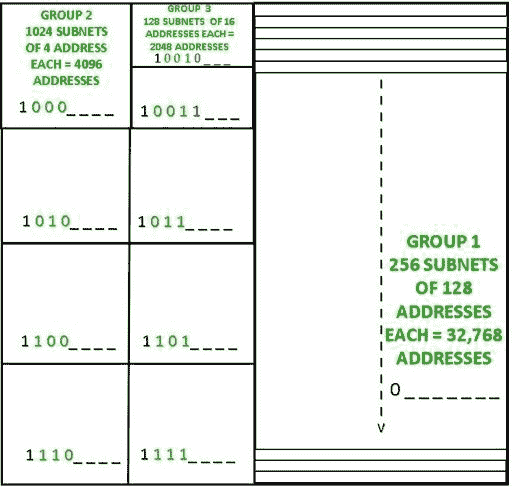 GROUP 2
1024 SUBNETS
OF 4 ADDRESS
EACH = 4096
ADDRESSES
1000____
GROUP 3
128 SUBNETS OF 16
ADDRESSES EACH =
2048 ADDRESSES
10010___
10011___
1010____
1011____
1100____
1101____
1110____
1111____
GROUP 1
256 SUBNETS
OF 128
ADDRESSES
EACH = 32,768
ADDRESSES
0_______